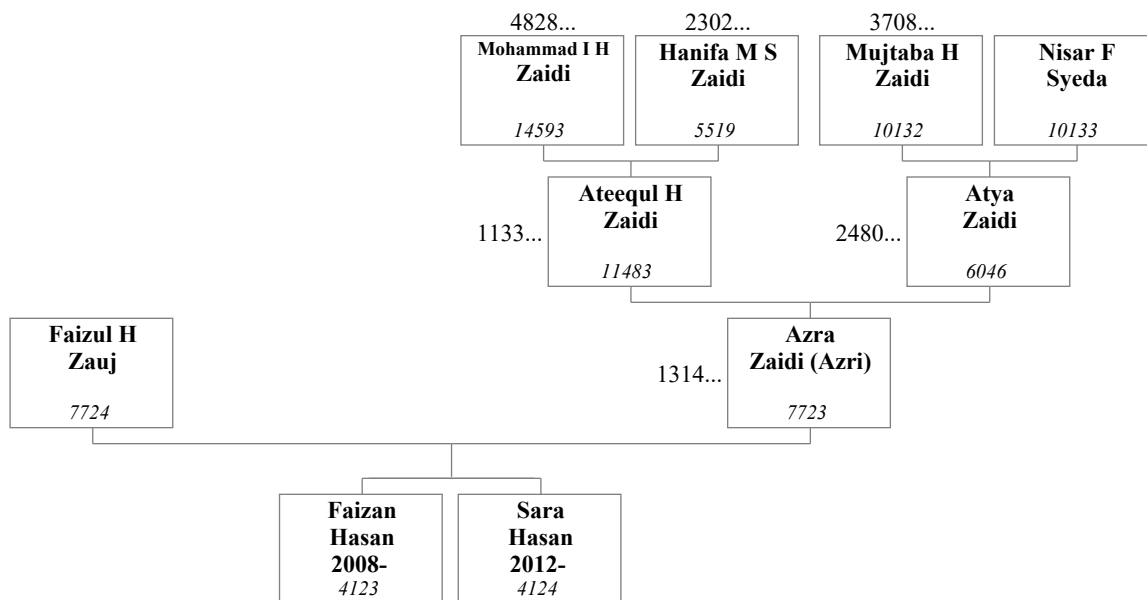 4828...
2302...
3708...
Mohammad I H
Zaidi
14593
Hanifa M S
Zaidi
5519
Mujtaba H
Zaidi
10132
Nisar F
Syeda
10133
1133...
Ateequl H
Zaidi
11483
2480...
Atya
Zaidi
6046
Faizul H
Zauj
7724
1314...
Azra
Zaidi (Azri)
7723
Faizan
Hasan
2008-
4123
Sara
Hasan
2012-
4124